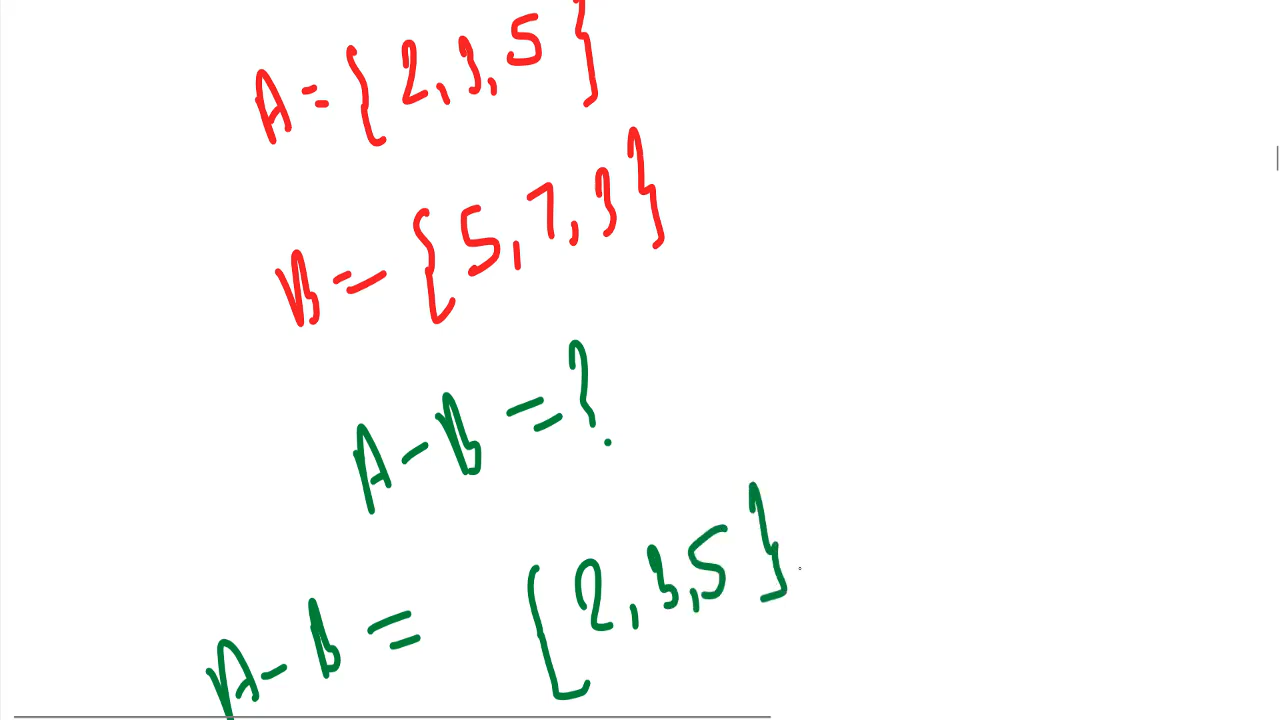 A = { 2, 3, 5 }
B = { 5, 7, 3 }
A - B = ?
A - B = { 2, 3, 5 }